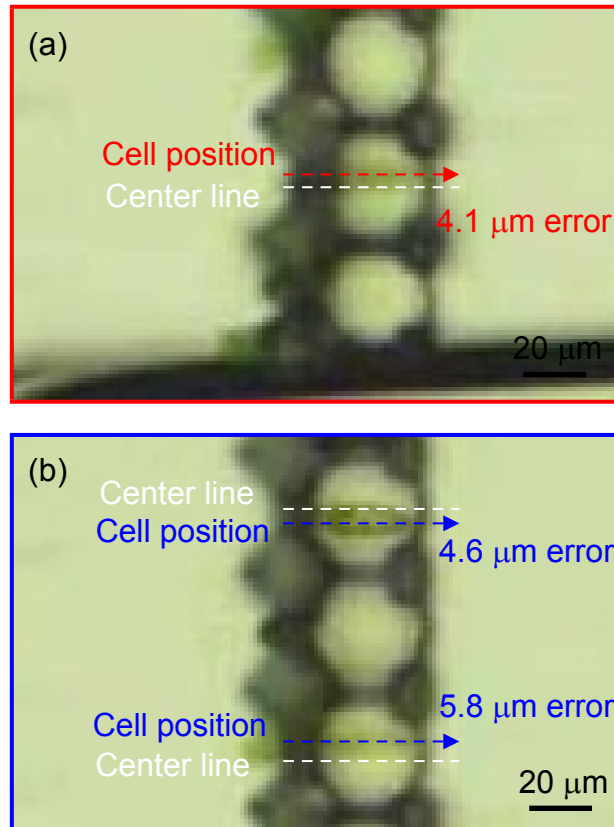 (a)
Cell position
Center line
4.1 μm error
20 μm
(b)
Center line
Cell position
4.6 μm error
5.8 μm error
Cell position
Center line
20 μm